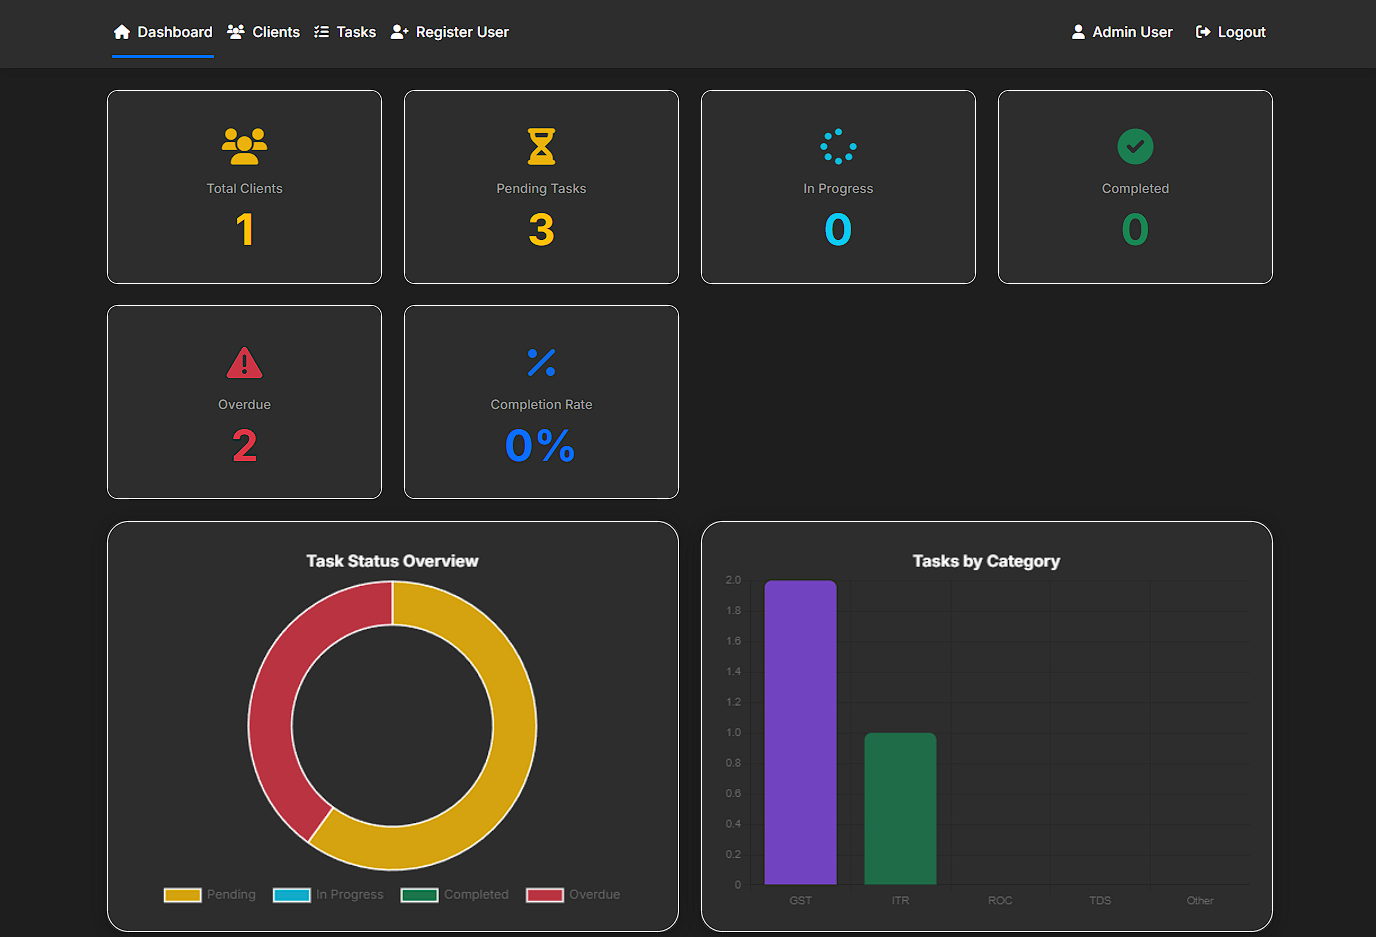 Dashboard Clients Tasks Register User Admin User Logout
Total Clients
1
Pending Tasks
3
In Progress
0
Completed
0
Overdue
2
Completion Rate
0%
Task Status Overview
Pending In Progress Completed Overdue
Tasks by Category
2.0
1.8
1.6
1.4
1.2
1.0
0.8
0.6
0.4
0.2
0
GST ITR ROC TDS Other